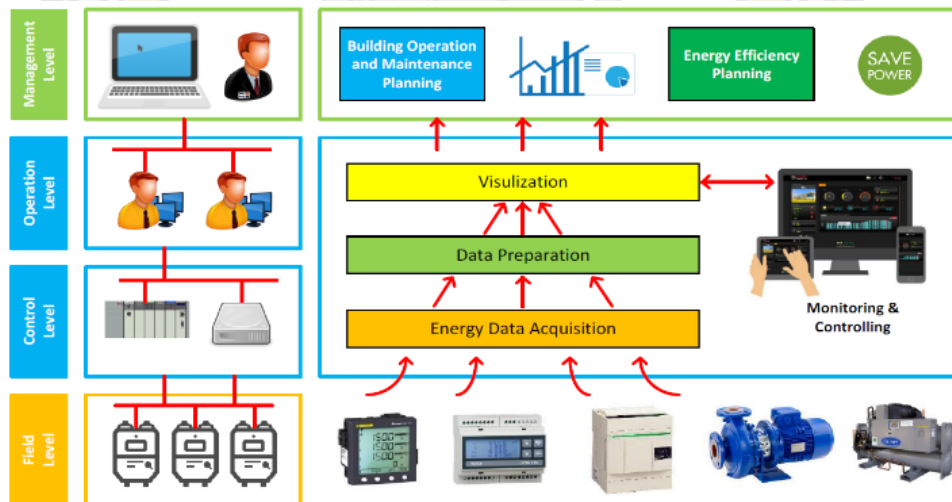 Management
Level
Building Operation
and Maintenance
Planning
Energy Efficiency
Planning
SAVE
POWER
Operation
Level
Visulization
Data Preparation
Control
Level
Energy Data Acquisition
Monitoring &
Controlling
Field
Level